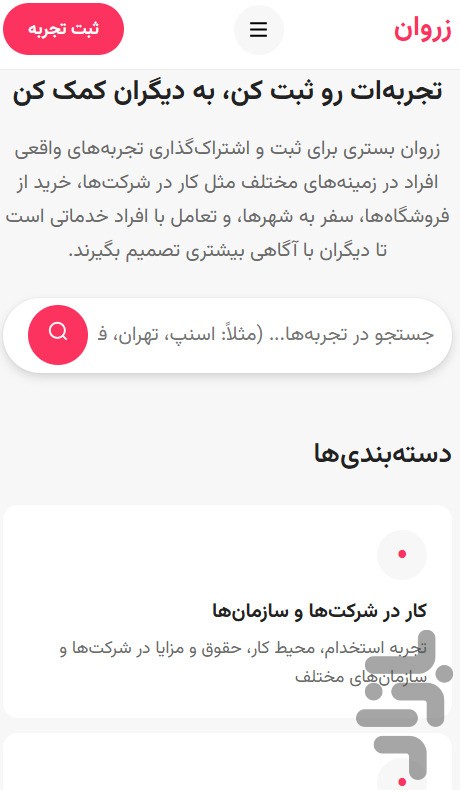 زروان
ثبت تجربه
تجربه‌ات رو ثبت کن، به دیگران کمک کن
زروان بستری برای ثبت و اشتراک‌گذاری تجربه‌های واقعی
افراد در زمینه‌های مختلف مثل کار در شرکت‌ها، خرید از
فروشگاه‌ها، سفر به شهرها، و تعامل با افراد خدماتی است
تا دیگران با آگاهی بیشتری تصمیم بگیرند.
جستجو در تجربه‌ها... (مثلاً: اسنپ، تهران، ف
دسته‌بندی‌ها
کار در شرکت‌ها و سازمان‌ها
تجربه استخدام، محیط کار، حقوق و مزایا در شرکت‌ها و
سازمان‌های مختلف
بازار